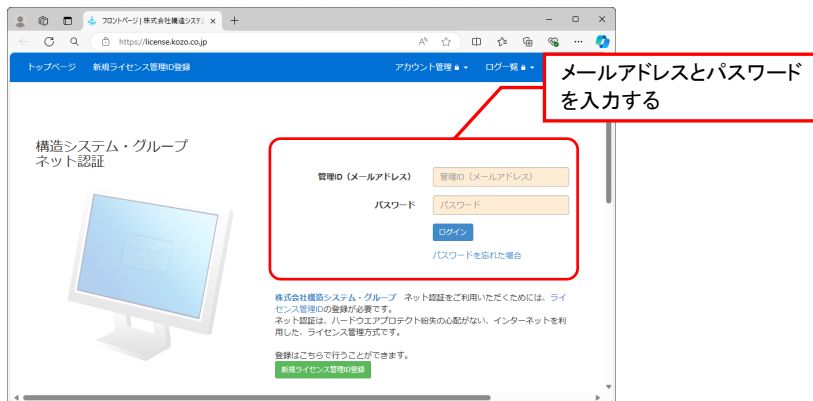 フロントページ | 株式会社構造システ
https://license.kozo.co.jp
トップページ 新規ライセンス管理ID登録 アカウント管理 ログ一覧
メールアドレスとパスワード
を入力する
構造システム・グループ
ネット認証
管理ID（メールアドレス） 管理ID（メールアドレス）
パスワード パスワード
ログイン
パスワードを忘れた場合
株式会社構造システム・グループ ネット認証をご利用いただくためには、ライ
センス管理IDの登録が必要です。
ネット認証は、ハードウエアプロテクト紛失の心配がない、インターネットを利
用した、ライセンス管理方式です。
登録はこちらで行うことができます。
新規ライセンス管理ID登録